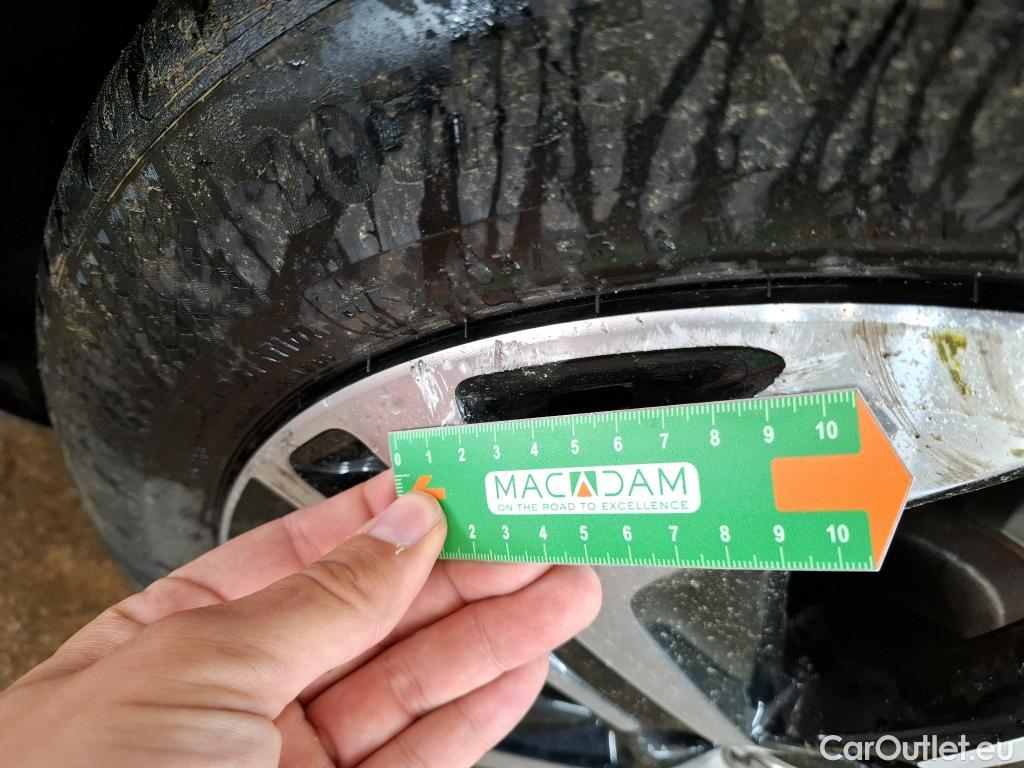 205
0 1 2 3 4 5 6 7 8 9 10
MACADAM
ON THE ROAD TO EXCELLENCE
2 3 4 5 6 7 8 9 10
CarOutlet.eu